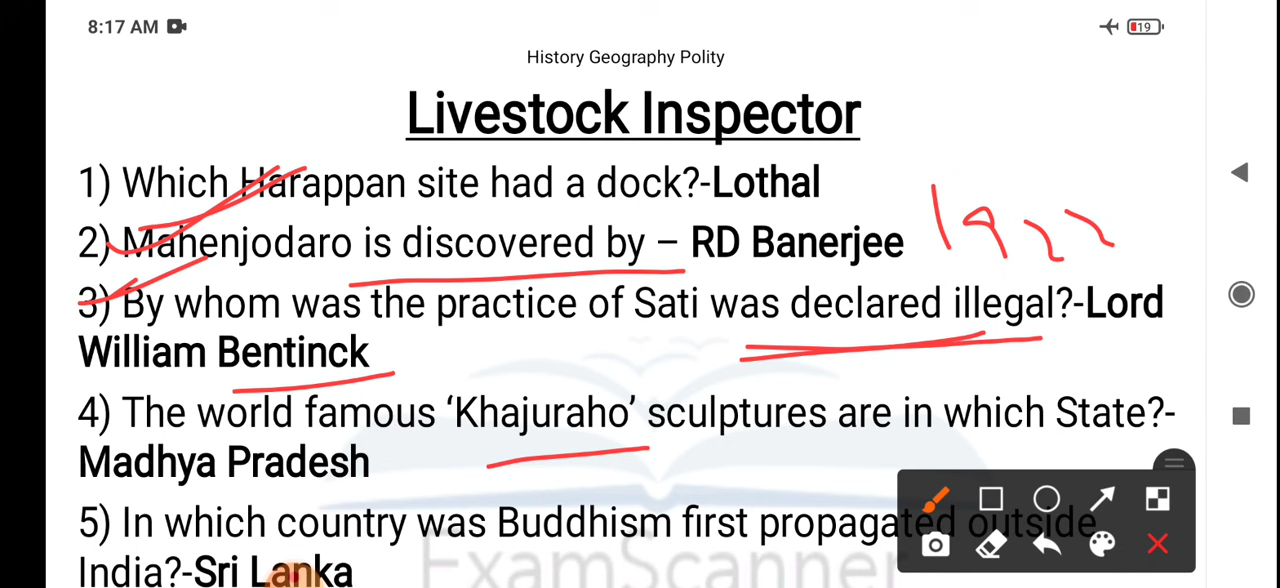 8:17 AM
19
History Geography Polity
Livestock Inspector
1) Which Harappan site had a dock?-Lothal
2) Mahenjodaro is discovered by – RD Banerjee 1922
3) By whom was the practice of Sati was declared illegal?-Lord
William Bentinck
4) The world famous ‘Khajuraho’ sculptures are in which State?-
Madhya Pradesh
5) In which country was Buddhism first propagated outside
India?-Sri Lanka
ExamScanner